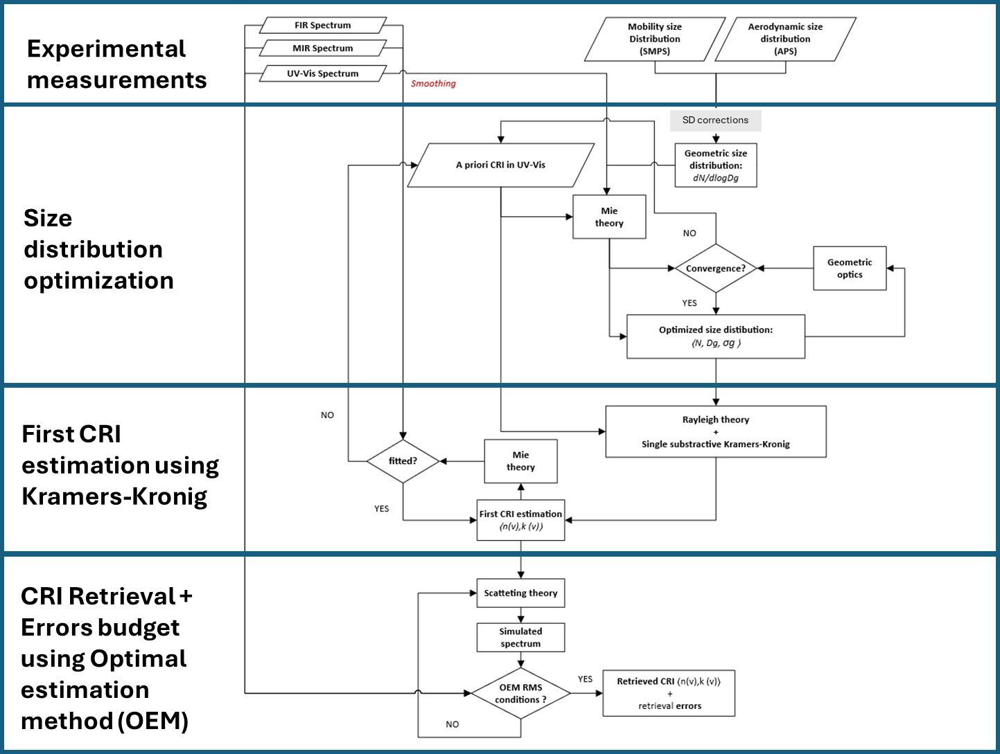 Experimental
measurements
FIR Spectrum
MIR Spectrum
UV-Vis Spectrum
Smoothing
Mobility size
Distribution
(SMPS)
Aerodynamic size
distribution
(APS)
Size
distribution
optimization
SD corrections
A priori CRI in UV-Vis
Geometric size
distribution:
dN/dlogDg
Mie
theory
NO
Convergence?
Geometric
optics
YES
Optimized size distibution:
(N, Dg, σg )
First CRI
estimation using
Kramers-Kronig
NO
Rayleigh theory
+
Single substractive Kramers-Kronig
fitted?
Mie
theory
YES
First CRI estimation
(n(v),k (v))
CRI Retrieval +
Errors budget
using Optimal
estimation
method (OEM)
Scatteting theory
Simulated
spectrum
OEM RMS
conditions ?
YES
NO
Retrieved CRI (n(v),k (v))
+
retrieval errors